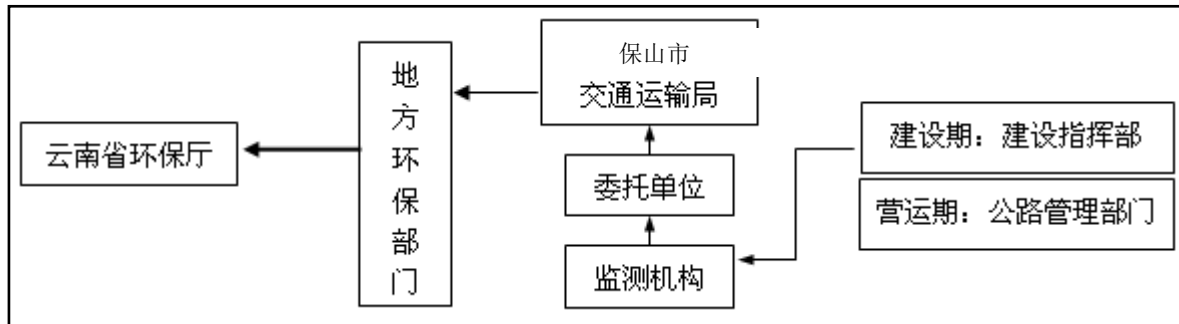 云南省环保厅
地
方
环
保
部
门
保山市
交通运输局
委托单位
监测机构
建设期：建设指挥部
营运期：公路管理部门